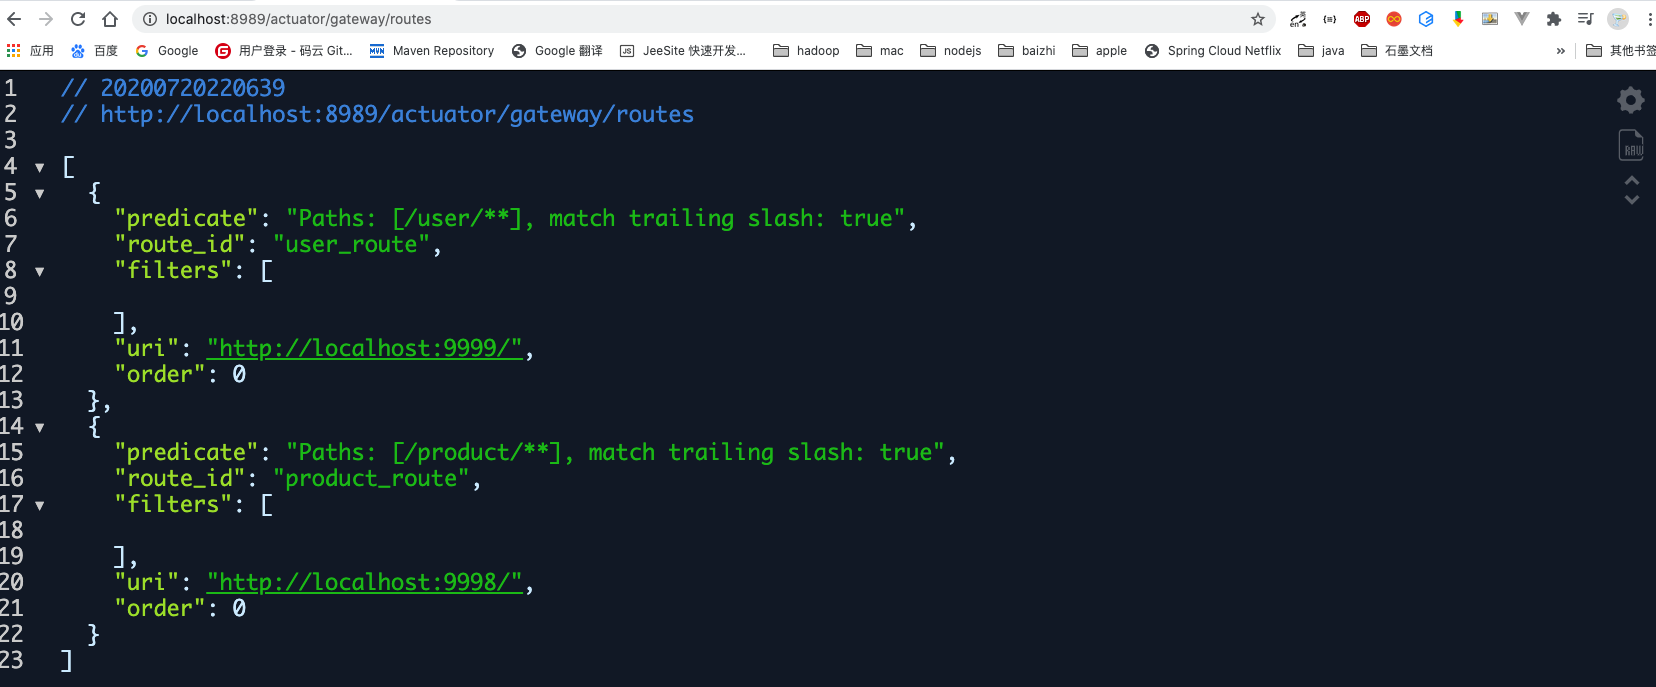 localhost:8989/actuator/gateway/routes
应用 百度 Google 用户登录 - 码云 Git... Maven Repository Google 翻译 JeeSite 快速开发... hadoop mac nodejs baizhi apple Spring Cloud Netflix java 石墨文档 » 其他书签
1 // 20200720220639
2 // http://localhost:8989/actuator/gateway/routes
3
4 [
5 {
6 "predicate": "Paths: [/user/**], match trailing slash: true",
7 "route_id": "user_route",
8 "filters": [
9
10 ],
11 "uri": "http://localhost:9999/",
12 "order": 0
13 },
14 {
15 "predicate": "Paths: [/product/**], match trailing slash: true",
16 "route_id": "product_route",
17 "filters": [
18
19 ],
20 "uri": "http://localhost:9998/",
21 "order": 0
22 }
23 ]
ABP
RAW